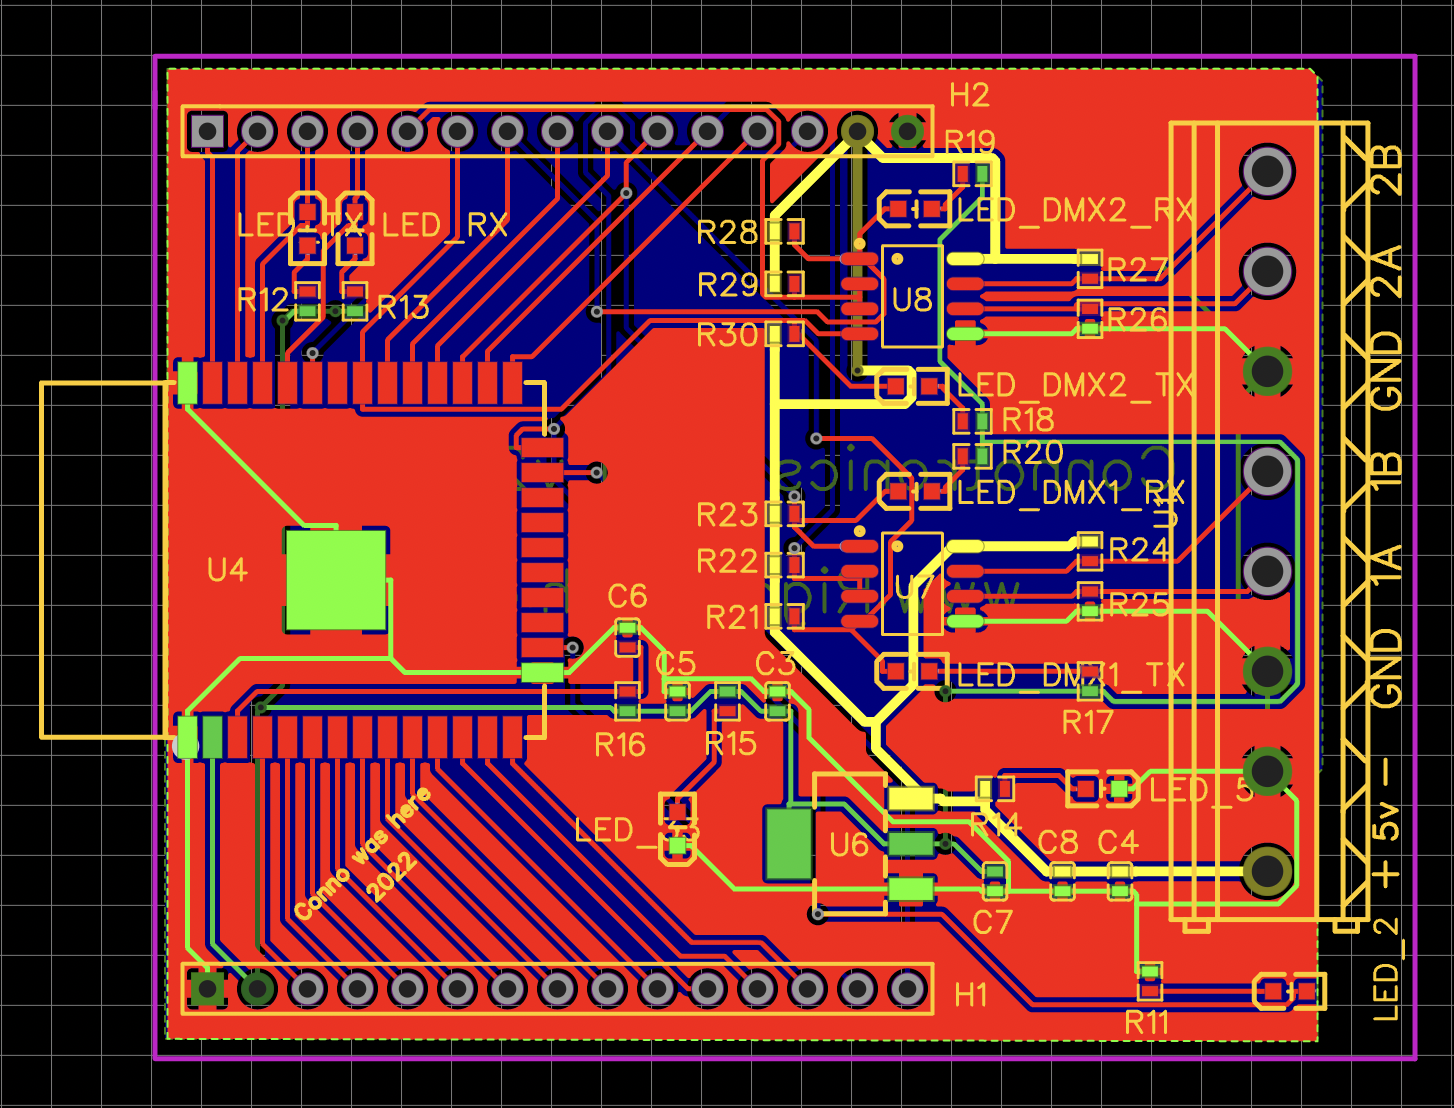 H2
R19
2B
LED_TX
LED_RX
LED_DMX2_RX
R28
R27
2A
R29
U8
R12
R13
R26
R30
GND
LED_DMX2_TX
R18
R20
Connortronics
1B
LED_DMX1_RX
U1
R23
R24
R22
1A
U4
U7
R25
C6
R21
C5
C3
LED_DMX1_TX
GND
R16
R15
R17
LED_5
-
5v
+
R14
U6
C8
C4
Conno was here
2022
C7
LED_2
H1
R11